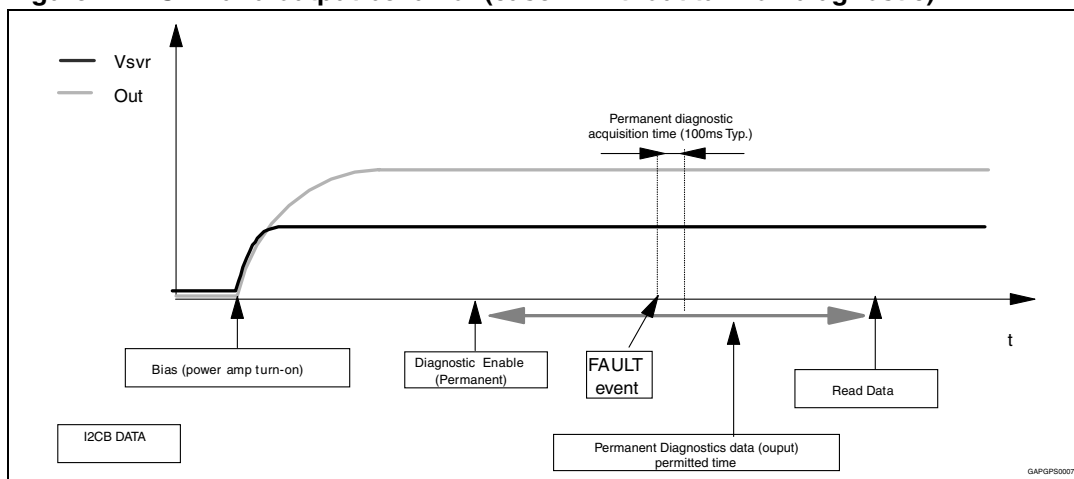 Vsvr
Out
Permanent diagnostic
acquisition time (100ms Typ.)
t
Bias (power amp turn-on)
Diagnostic Enable
(Permanent)
FAULT
event
Read Data
I2CB DATA
Permanent Diagnostics data (ouput)
permitted time
GAPGPS0007